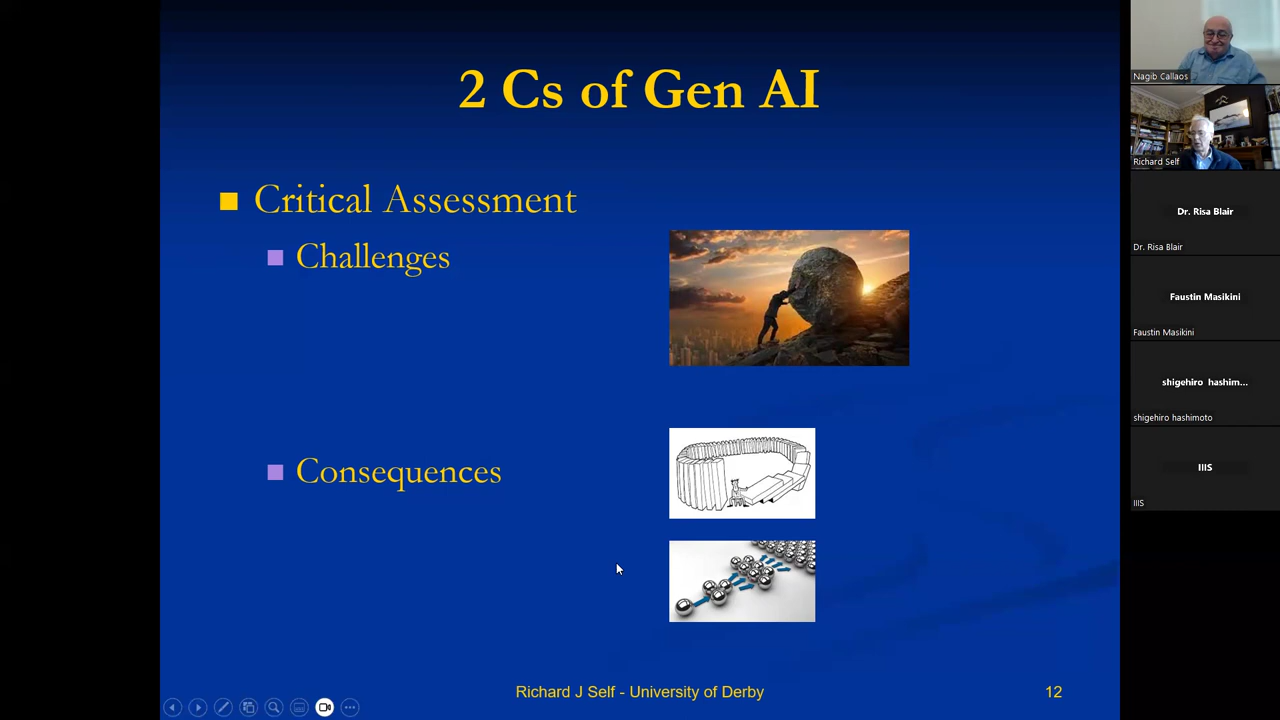 2 Cs of Gen AI
Critical Assessment
Challenges
Consequences
Richard J Self - University of Derby
12
Nagib Callaos
Richard Self
Dr. Risa Blair
Dr. Risa Blair
Faustin Masikini
Faustin Masikini
shigehiro hashim...
shigehiro hashimoto
IIIS
IIIS